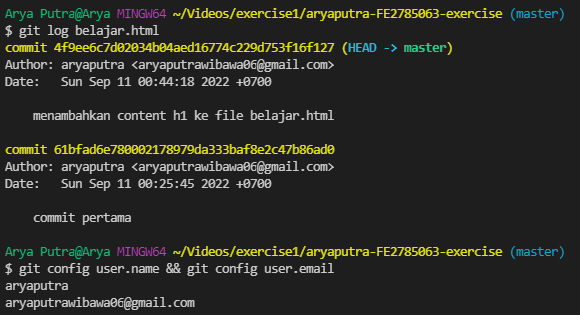 Arya Putra@Arya MINGW64 ~/Videos/exercise1/aryaputra-FE2785063-exercise (master)
$ git log belajar.html
commit 4f9ee6c7d02034b04aed16774c229d753f16f127 (HEAD -> master)
Author: aryaputra <aryaputrawibawa06@gmail.com>
Date:   Sun Sep 11 00:44:18 2022 +0700
menambahkan content h1 ke file belajar.html
commit 61bfad6e780002178979da333baf8e2c47b86ad0
Author: aryaputra <aryaputrawibawa06@gmail.com>
Date:   Sun Sep 11 00:25:45 2022 +0700
commit pertama
Arya Putra@Arya MINGW64 ~/Videos/exercise1/aryaputra-FE2785063-exercise (master)
$ git config user.name && git config user.email
aryaputra
aryaputrawibawa06@gmail.com